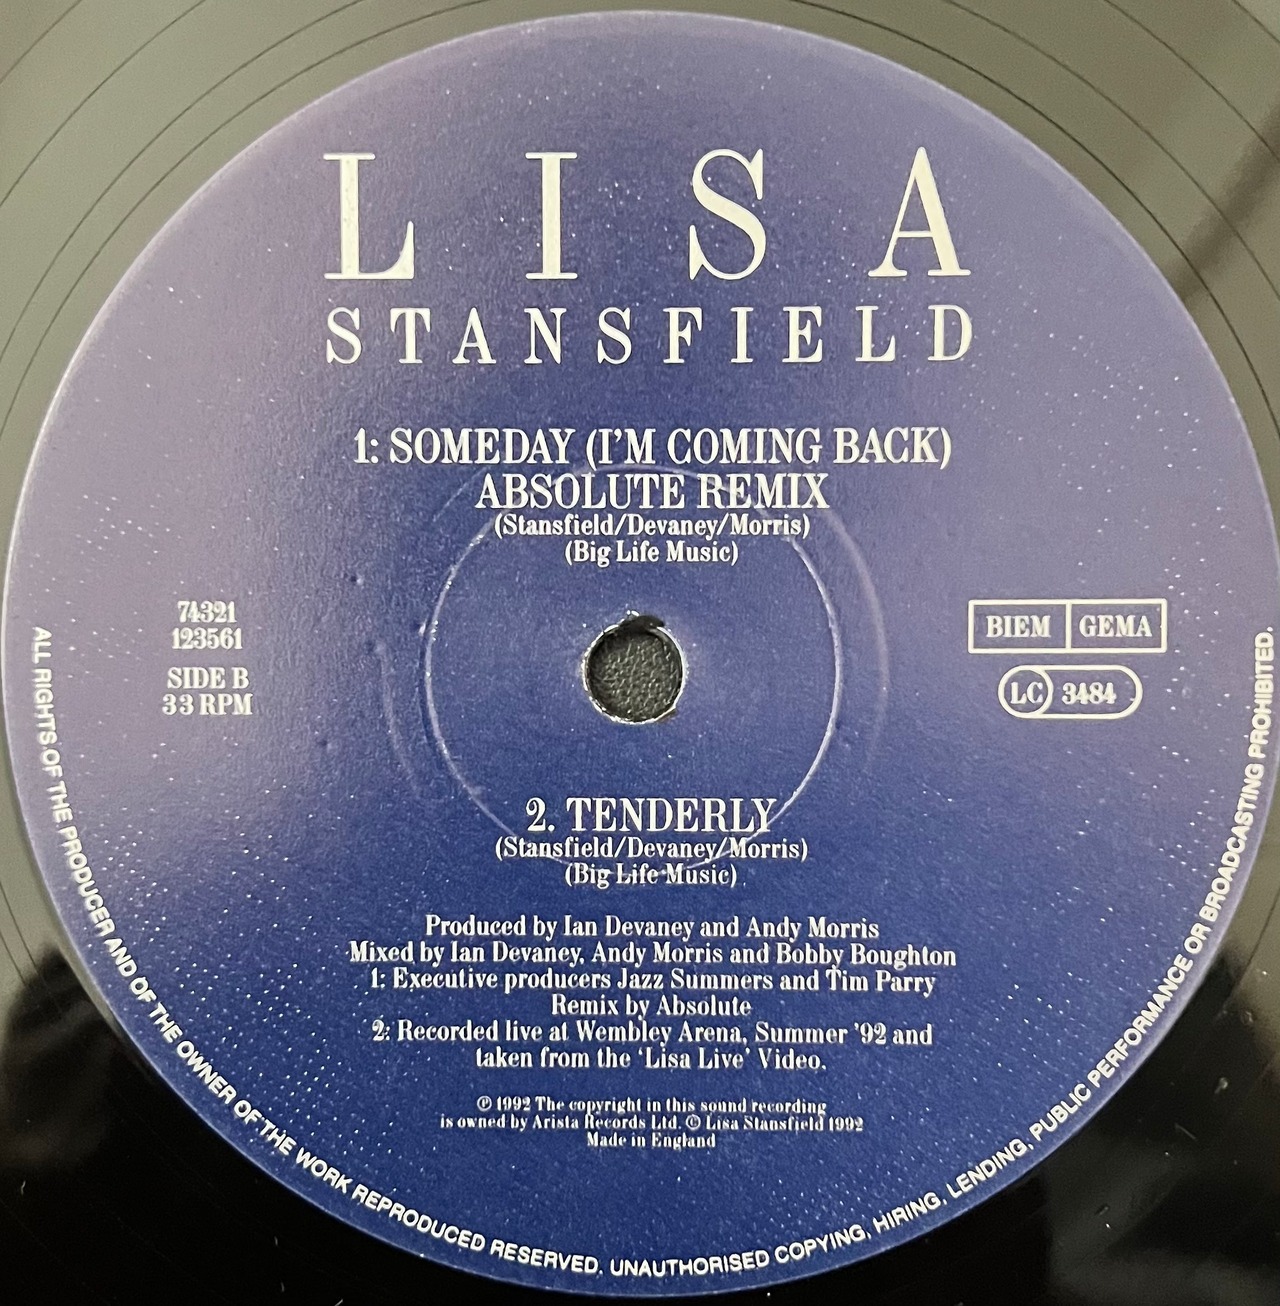 LISA
STANSFIELD
1: SOMEDAY (I'M COMING BACK)
ABSOLUTE REMIX
(Stansfield/Devaney/Morris)
(Big Life Music)
74321
123561
SIDE B
33 RPM
BIEM GEMA
LC 3484
2. TENDERLY
(Stansfield/Devaney/Morris)
(Big Life Music)
Produced by Ian Devaney and Andy Morris
Mixed by Ian Devaney, Andy Morris and Bobby Boughton
1: Executive producers Jazz Summers and Tim Parry
Remix by Absolute
2: Recorded live at Wembley Arena, Summer '92 and
taken from the 'Lisa Live' Video.
℗ 1992 The copyright in this sound recording
is owned by Arista Records Ltd. © Lisa Stansfield 1992
Made in England
ALL RIGHTS OF THE PRODUCER AND OF THE OWNER OF THE WORK REPRODUCED RESERVED. UNAUTHORISED COPYING, HIRING, LENDING, PUBLIC PERFORMANCE OR BROADCASTING PROHIBITED.